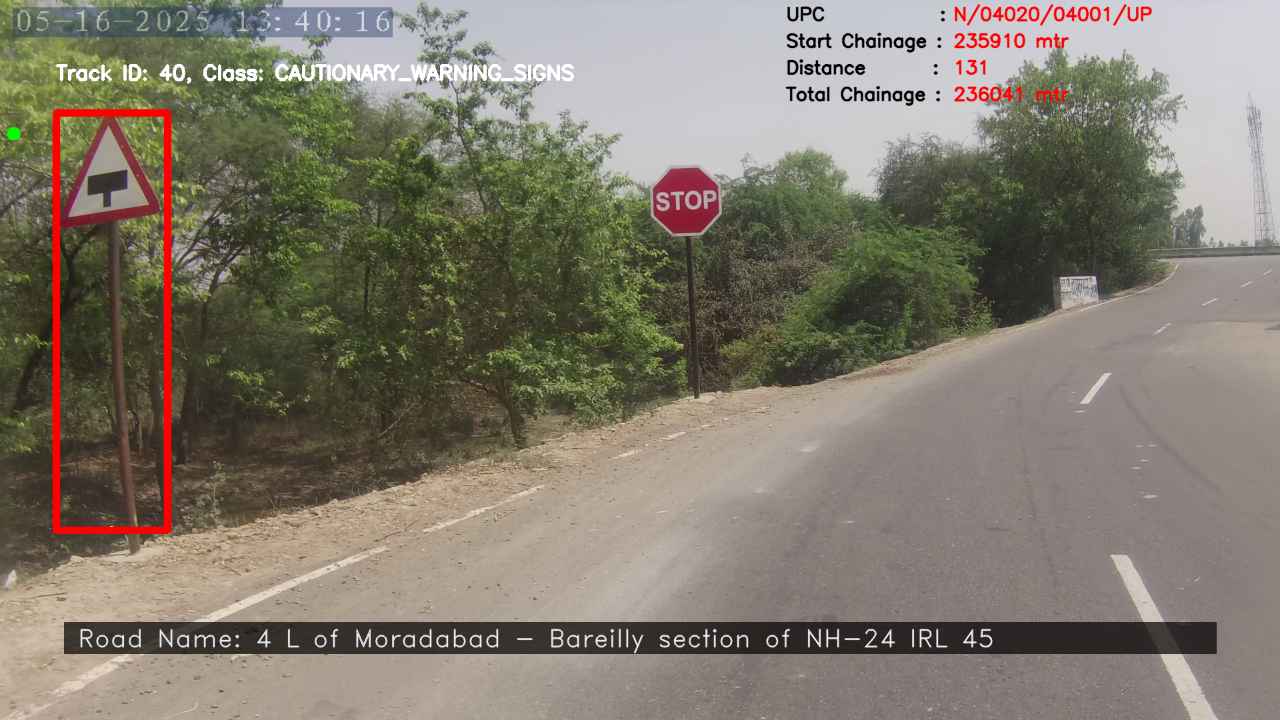 05-16-2025 13:40:16
UPC : N/04020/04001/UP
Start Chainage : 235910 mtr
Distance : 131
Total Chainage : 236041 mtr
Track ID: 40, Class: CAUTIONARY_WARNING_SIGNS
STOP
Road Name: 4 L of Moradabad - Bareilly section of NH-24 IRL 45